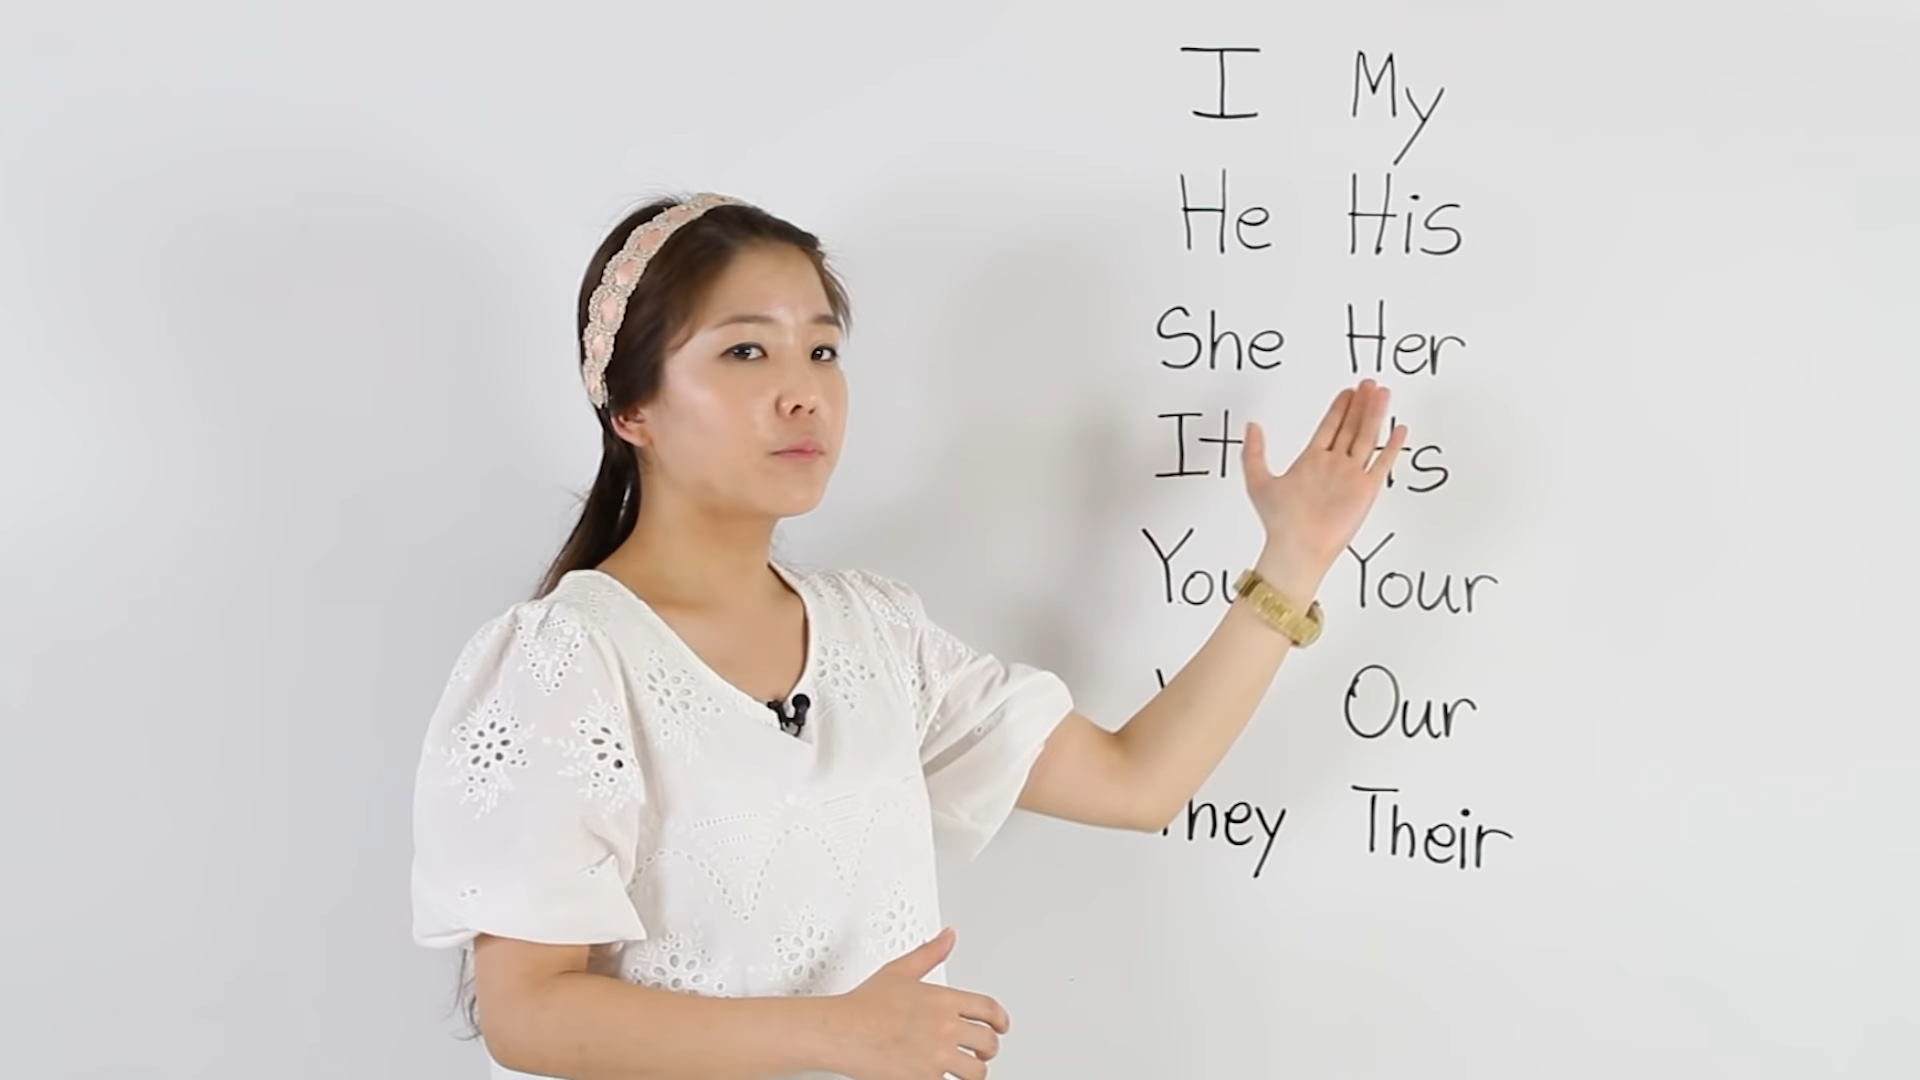 I My
He His
She Her
It
Your
Our
Their